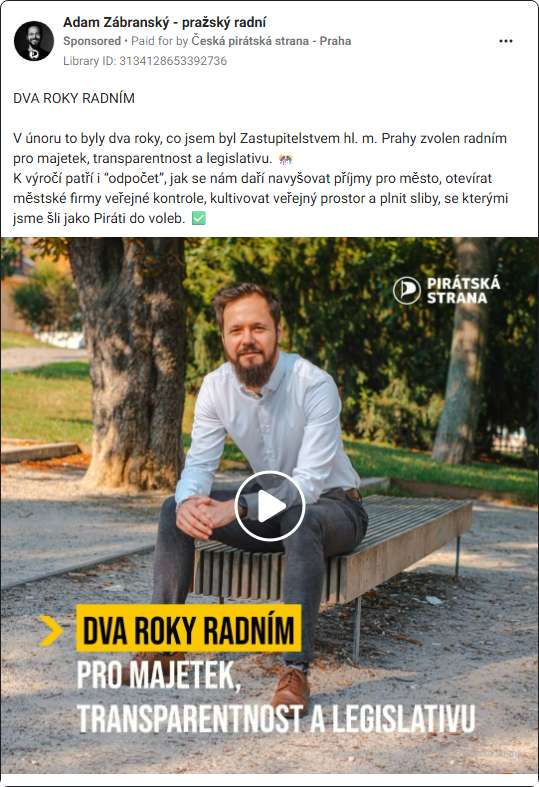 Adam Zábranský - pražský radní
Sponsored • Paid for by Česká pirátská strana - Praha
Library ID: 3134128653392736
DVA ROKY RADNÍM
V únoru to byly dva roky, co jsem byl Zastupitelstvem hl. m. Prahy zvolen radním
pro majetek, transparentnost a legislativu. 🎊
K výročí patří i “odpočet”, jak se nám daří navyšovat příjmy pro město, otevírat
městské firmy veřejné kontrole, kultivovat veřejný prostor a plnit sliby, se kterými
jsme šli jako Piráti do voleb. ✅
PIRÁTSKÁ
STRANA
DVA ROKY RADNÍM
PRO MAJETEK,
TRANSPARENTNOST A LEGISLATIVU